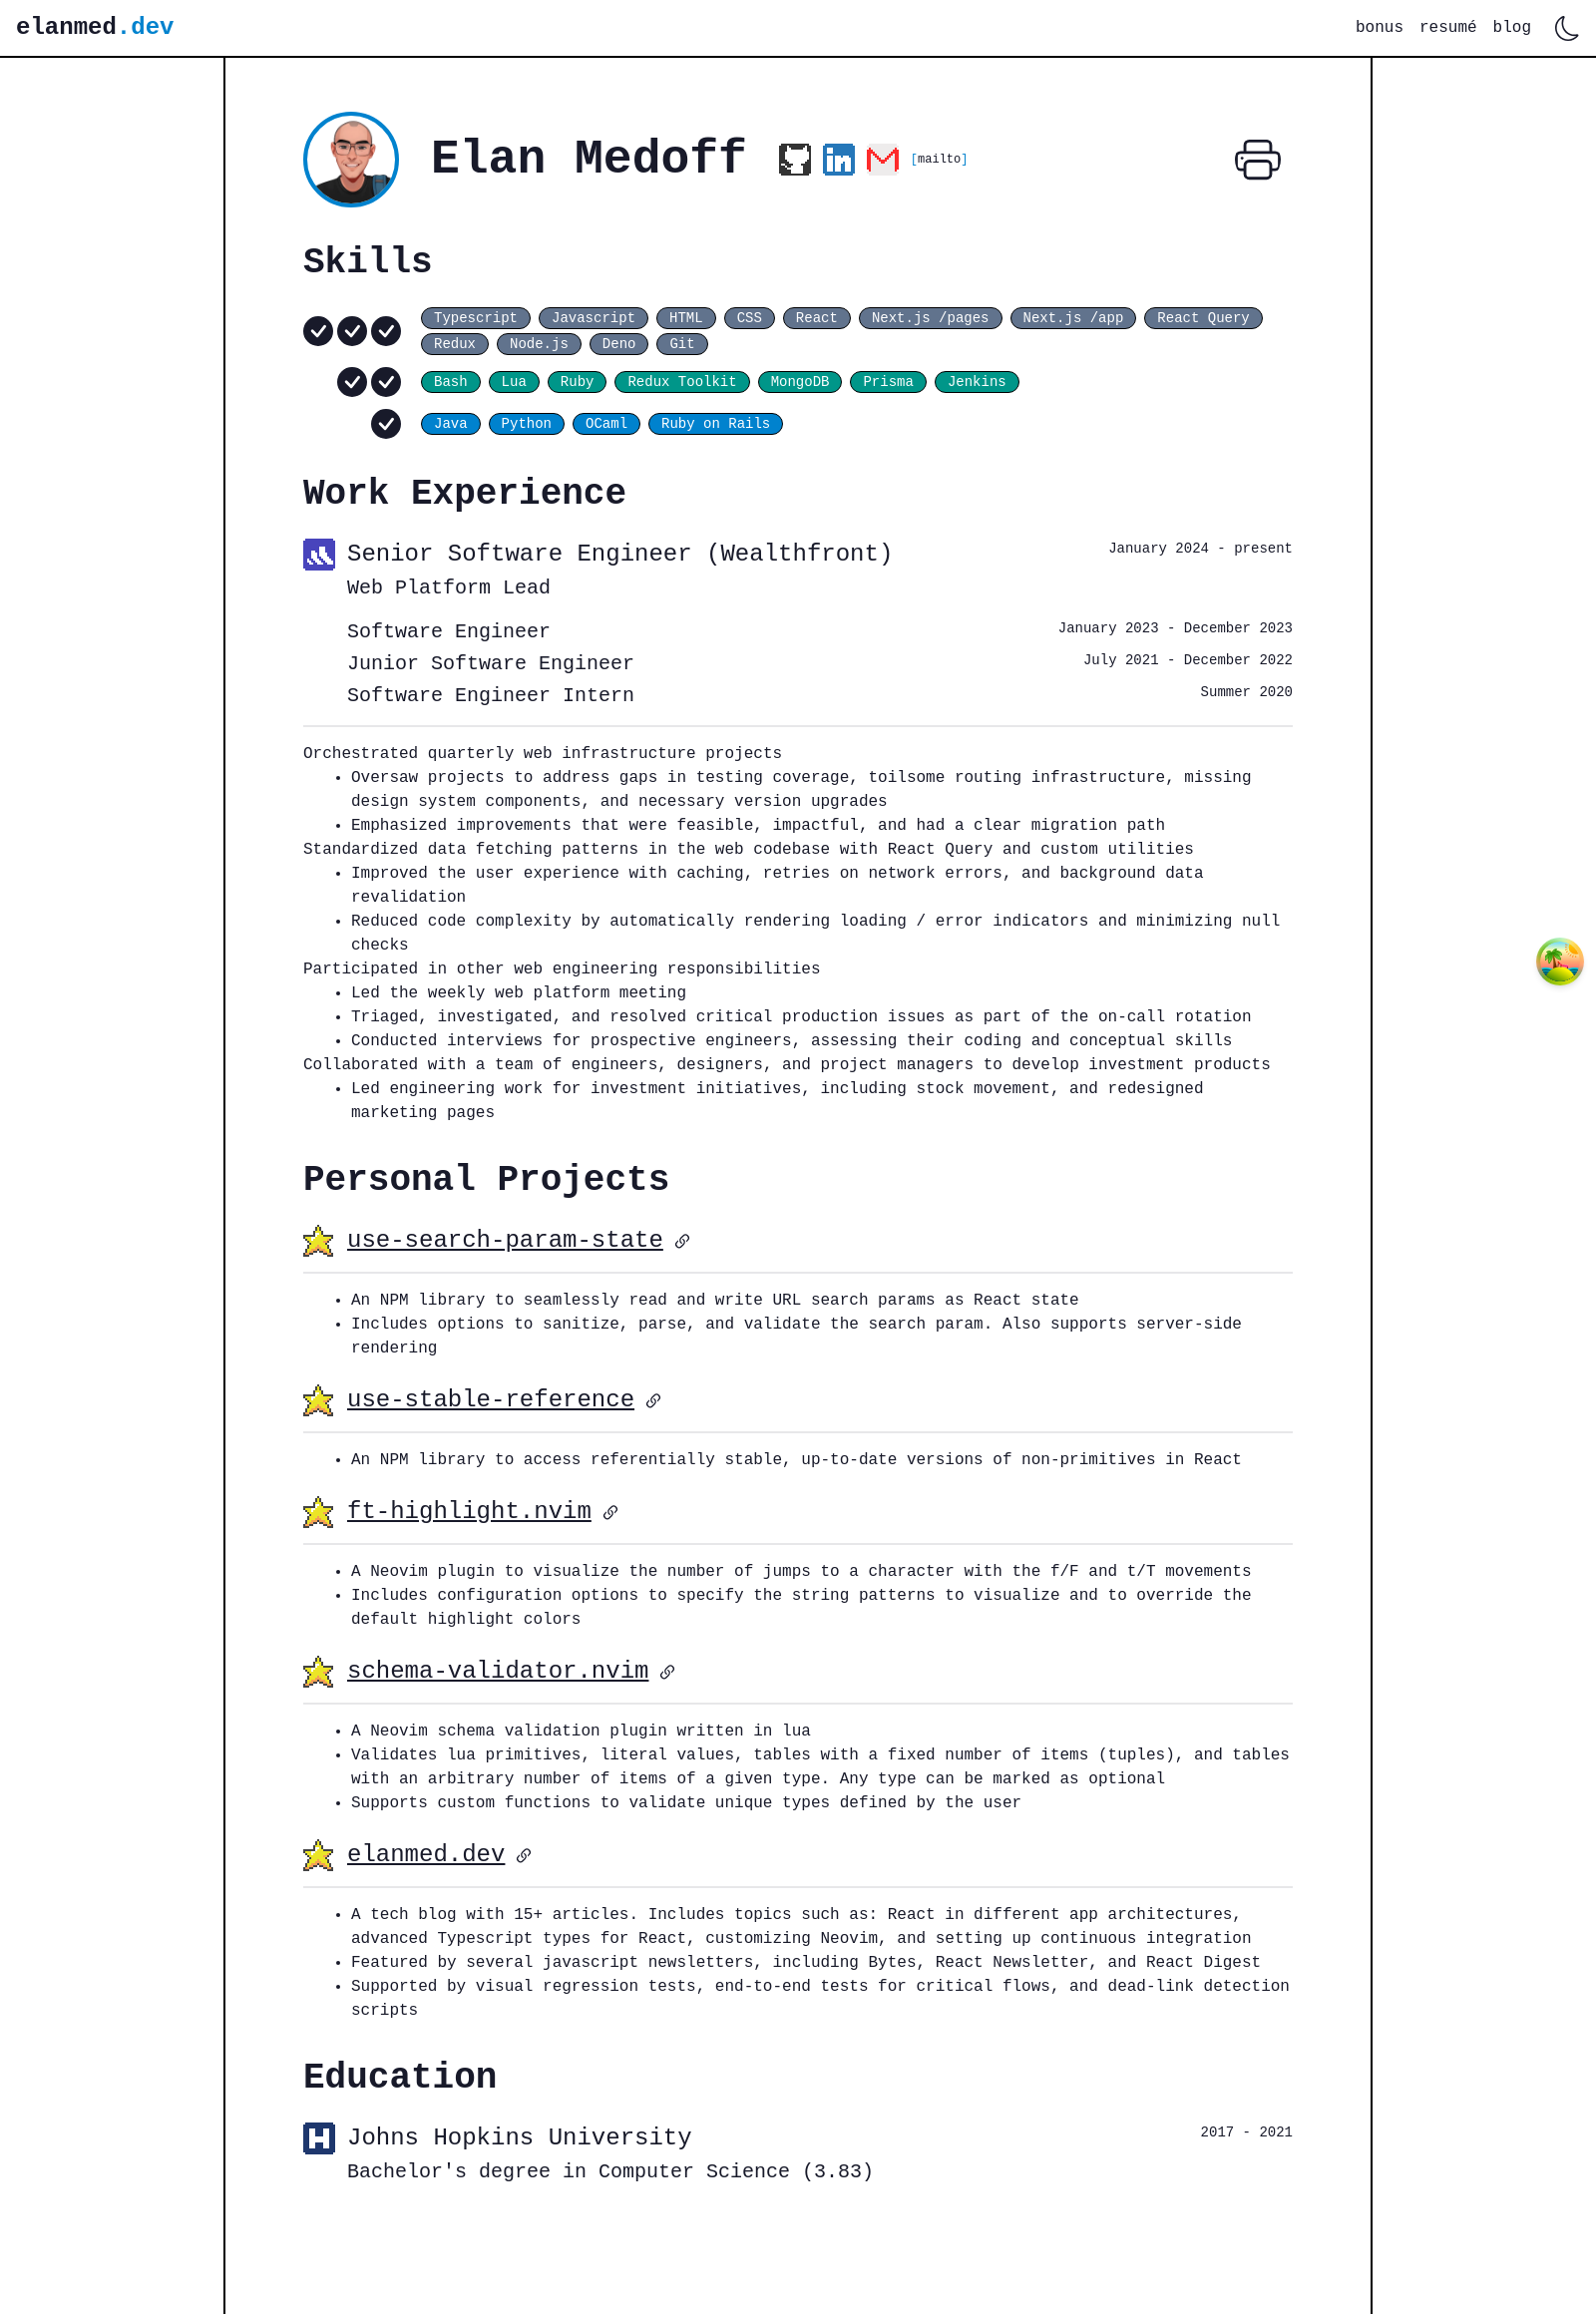 elanmed.dev
bonus resumé blog
Elan Medoff [mailto]
Skills
Typescript Javascript HTML CSS React Next.js /pages Next.js /app React Query
Redux Node.js Deno Git
Bash Lua Ruby Redux Toolkit MongoDB Prisma Jenkins
Java Python OCaml Ruby on Rails
Work Experience
Senior Software Engineer (Wealthfront) January 2024 - present
Web Platform Lead
Software Engineer January 2023 - December 2023
Junior Software Engineer July 2021 - December 2022
Software Engineer Intern Summer 2020
Orchestrated quarterly web infrastructure projects
• Oversaw projects to address gaps in testing coverage, toilsome routing infrastructure, missing
design system components, and necessary version upgrades
• Emphasized improvements that were feasible, impactful, and had a clear migration path
Standardized data fetching patterns in the web codebase with React Query and custom utilities
• Improved the user experience with caching, retries on network errors, and background data
revalidation
• Reduced code complexity by automatically rendering loading / error indicators and minimizing null
checks
Participated in other web engineering responsibilities
• Led the weekly web platform meeting
• Triaged, investigated, and resolved critical production issues as part of the on-call rotation
• Conducted interviews for prospective engineers, assessing their coding and conceptual skills
Collaborated with a team of engineers, designers, and project managers to develop investment products
• Led engineering work for investment initiatives, including stock movement, and redesigned
marketing pages
Personal Projects
use-search-param-state
• An NPM library to seamlessly read and write URL search params as React state
• Includes options to sanitize, parse, and validate the search param. Also supports server-side
rendering
use-stable-reference
• An NPM library to access referentially stable, up-to-date versions of non-primitives in React
ft-highlight.nvim
• A Neovim plugin to visualize the number of jumps to a character with the f/F and t/T movements
• Includes configuration options to specify the string patterns to visualize and to override the
default highlight colors
schema-validator.nvim
• A Neovim schema validation plugin written in lua
• Validates lua primitives, literal values, tables with a fixed number of items (tuples), and tables
with an arbitrary number of items of a given type. Any type can be marked as optional
• Supports custom functions to validate unique types defined by the user
elanmed.dev
• A tech blog with 15+ articles. Includes topics such as: React in different app architectures,
advanced Typescript types for React, customizing Neovim, and setting up continuous integration
• Featured by several javascript newsletters, including Bytes, React Newsletter, and React Digest
• Supported by visual regression tests, end-to-end tests for critical flows, and dead-link detection
scripts
Education
Johns Hopkins University 2017 - 2021
Bachelor's degree in Computer Science (3.83)